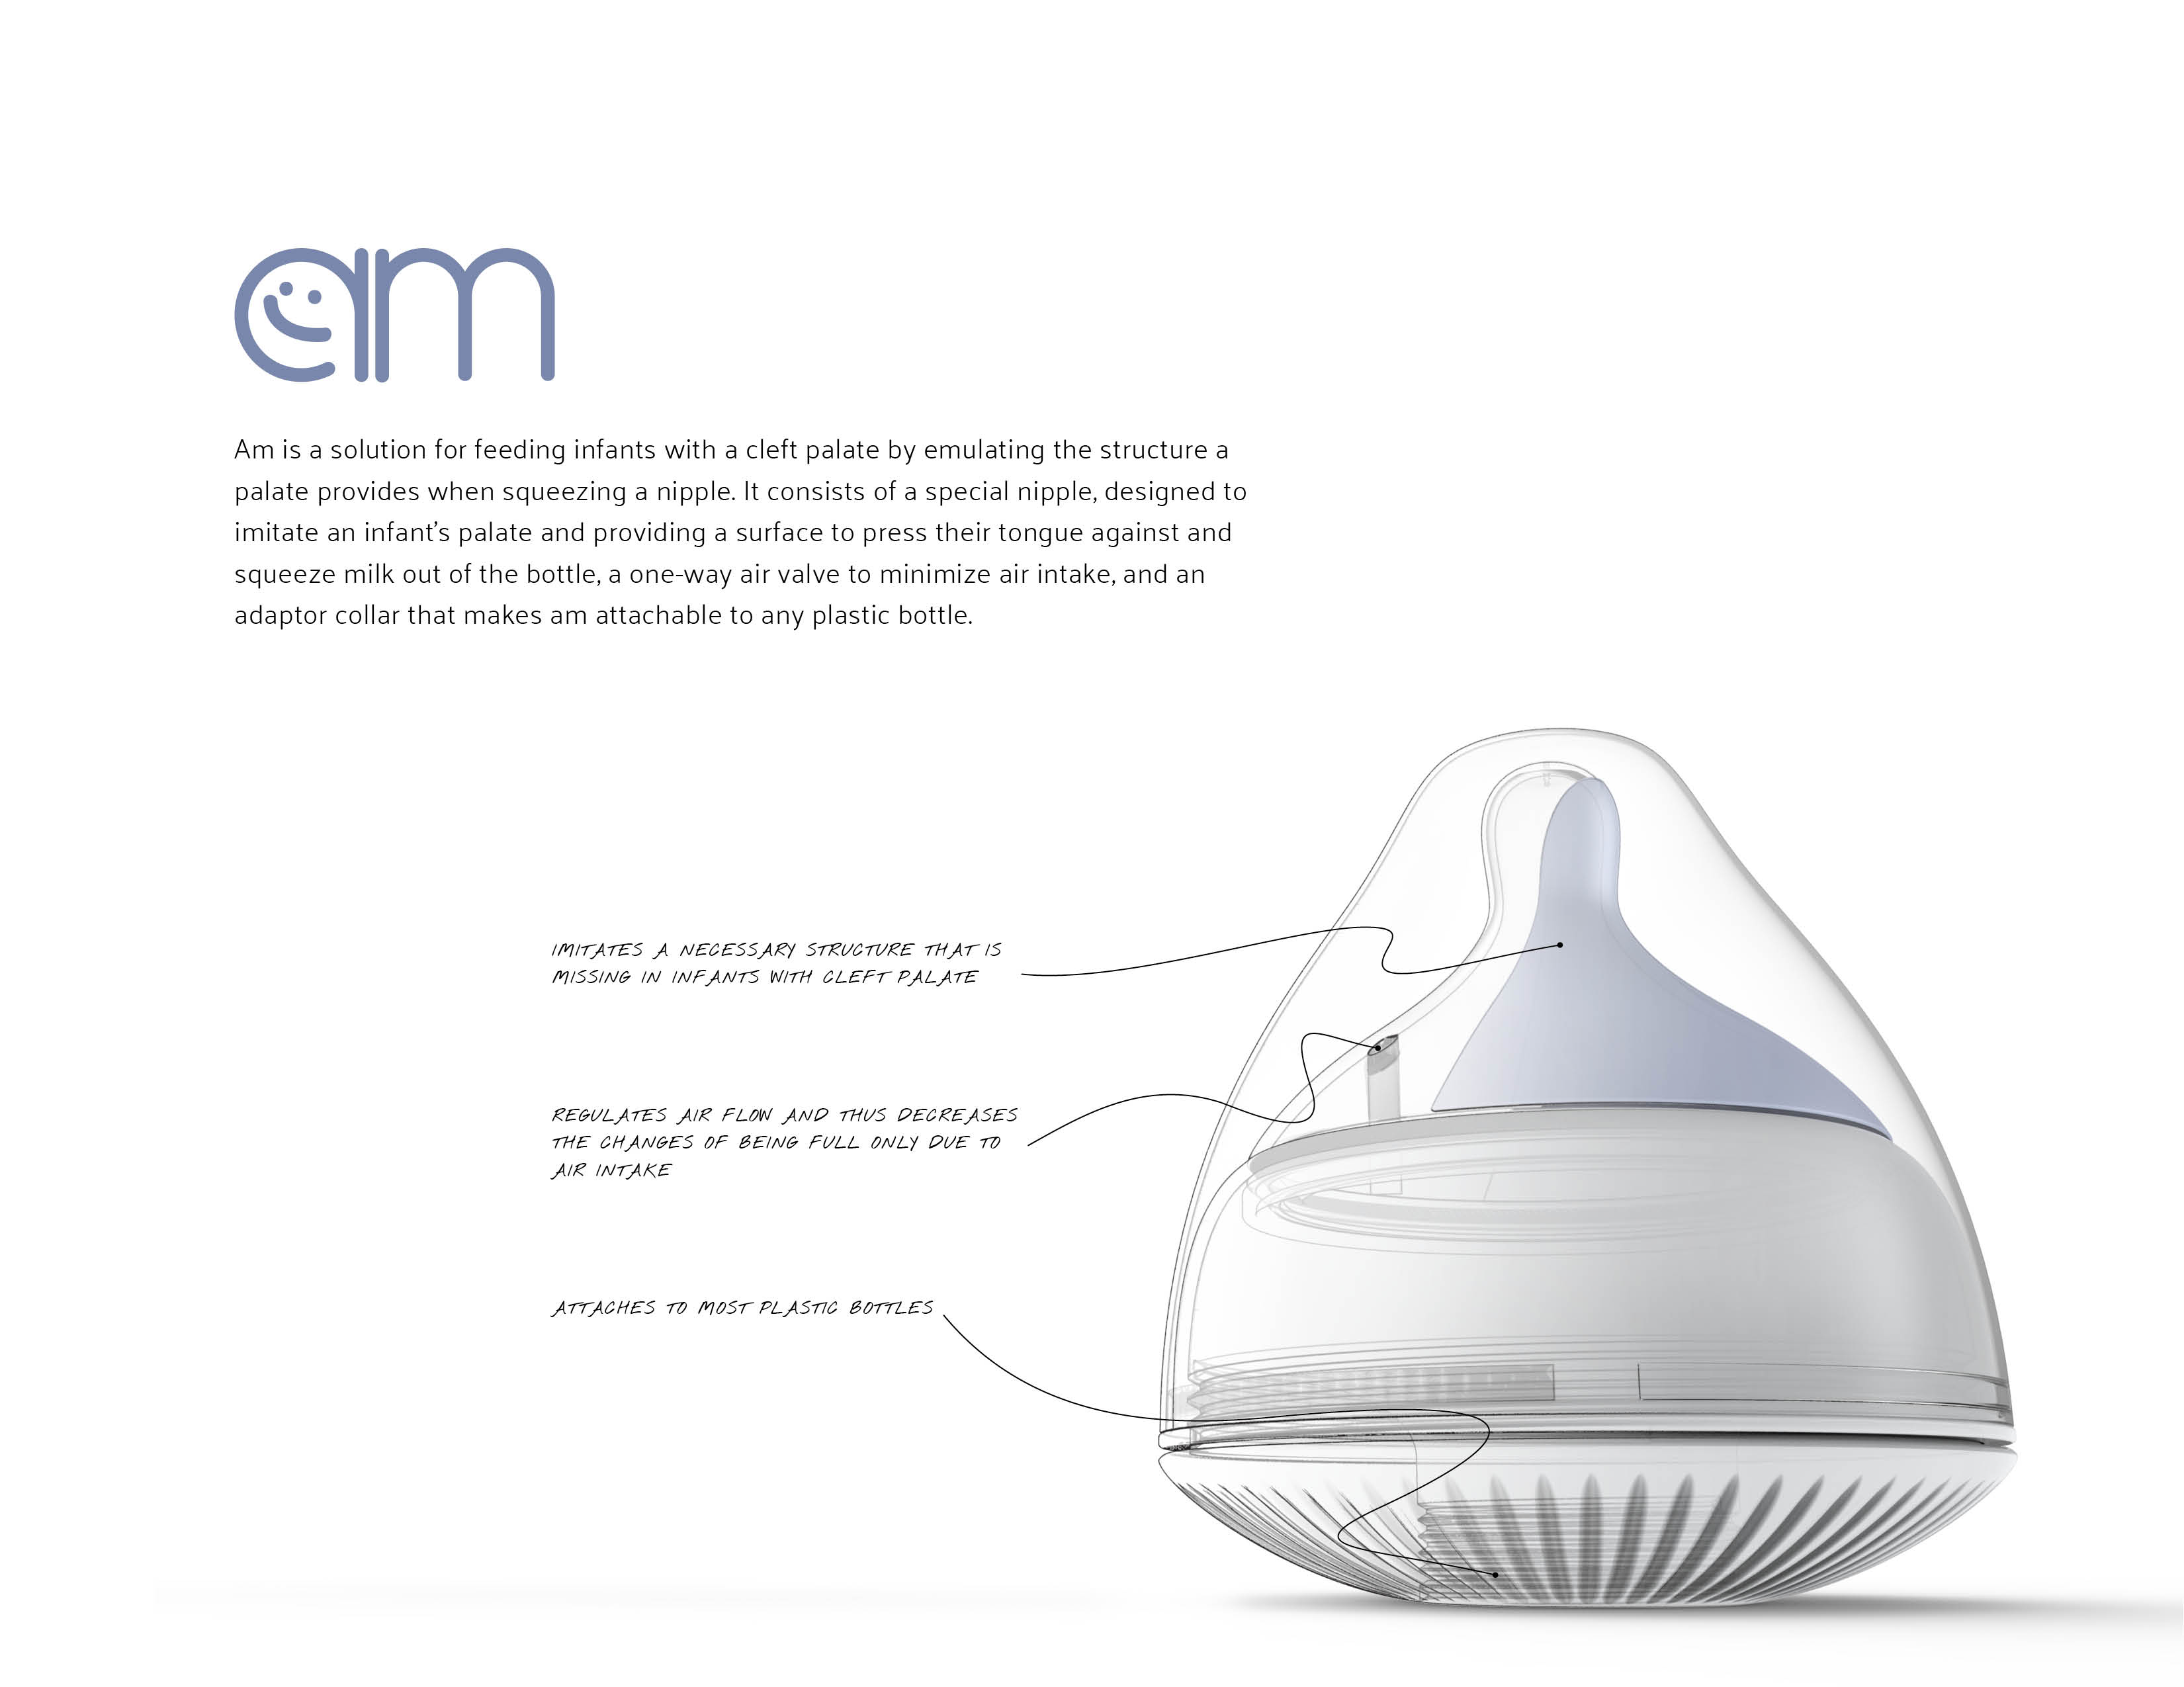 am
Am is a solution for feeding infants with a cleft palate by emulating the structure a
palate provides when squeezing a nipple. It consists of a special nipple, designed to
imitate an infant’s palate and providing a surface to press their tongue against and
squeeze milk out of the bottle, a one-way air valve to minimize air intake, and an
adaptor collar that makes am attachable to any plastic bottle.
IMITATES A NECESSARY STRUCTURE THAT IS
MISSING IN INFANTS WITH CLEFT PALATE
REGULATES AIR FLOW AND THUS DECREASES
THE CHANGES OF BEING FULL ONLY DUE TO
AIR INTAKE
ATTACHES TO MOST PLASTIC BOTTLES